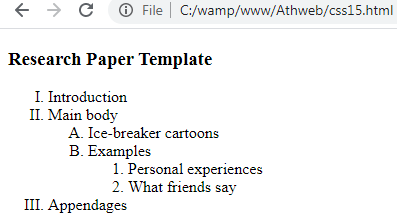 File | C:/wamp/www/Athweb/css15.html
Research Paper Template
I. Introduction
II. Main body
A. Ice-breaker cartoons
B. Examples
1. Personal experiences
2. What friends say
III. Appendages